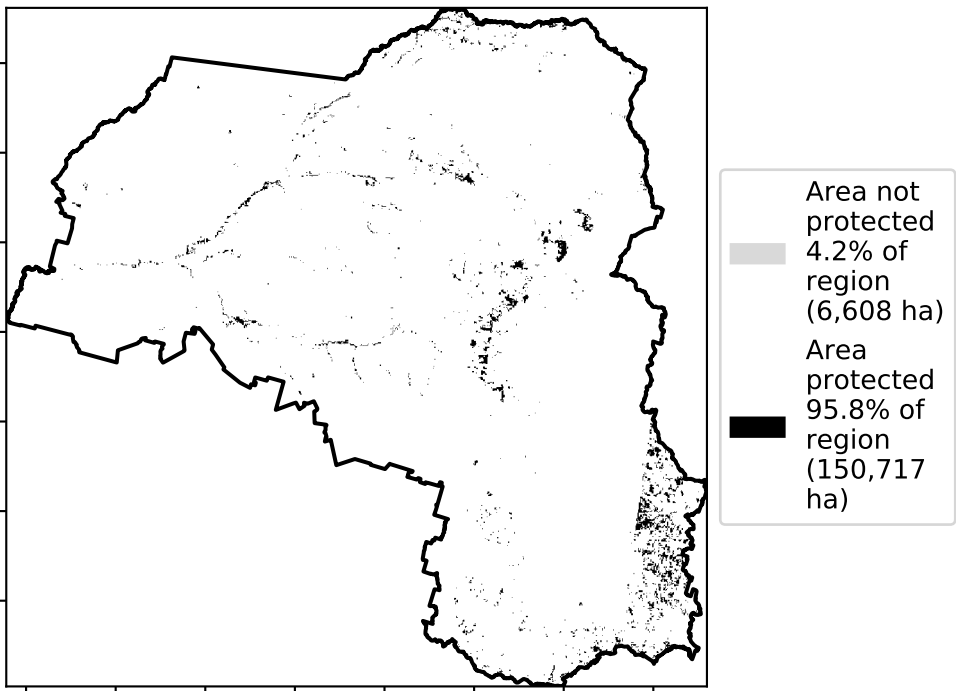 Area not
protected
4.2% of
region
(6,608 ha)
Area
protected
95.8% of
region
(150,717
ha)